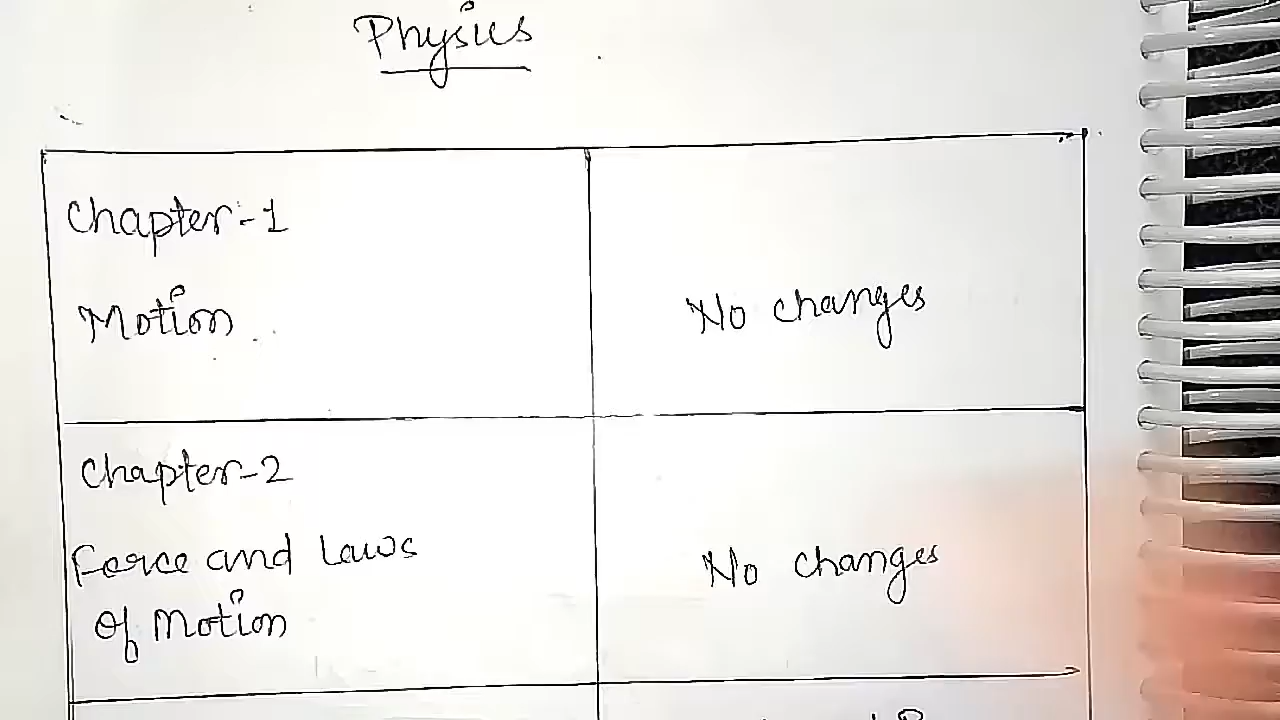 Physics
Chapter:-1
Motion
No changes
Chapter-2
Force and Laws
of Motion
No changes